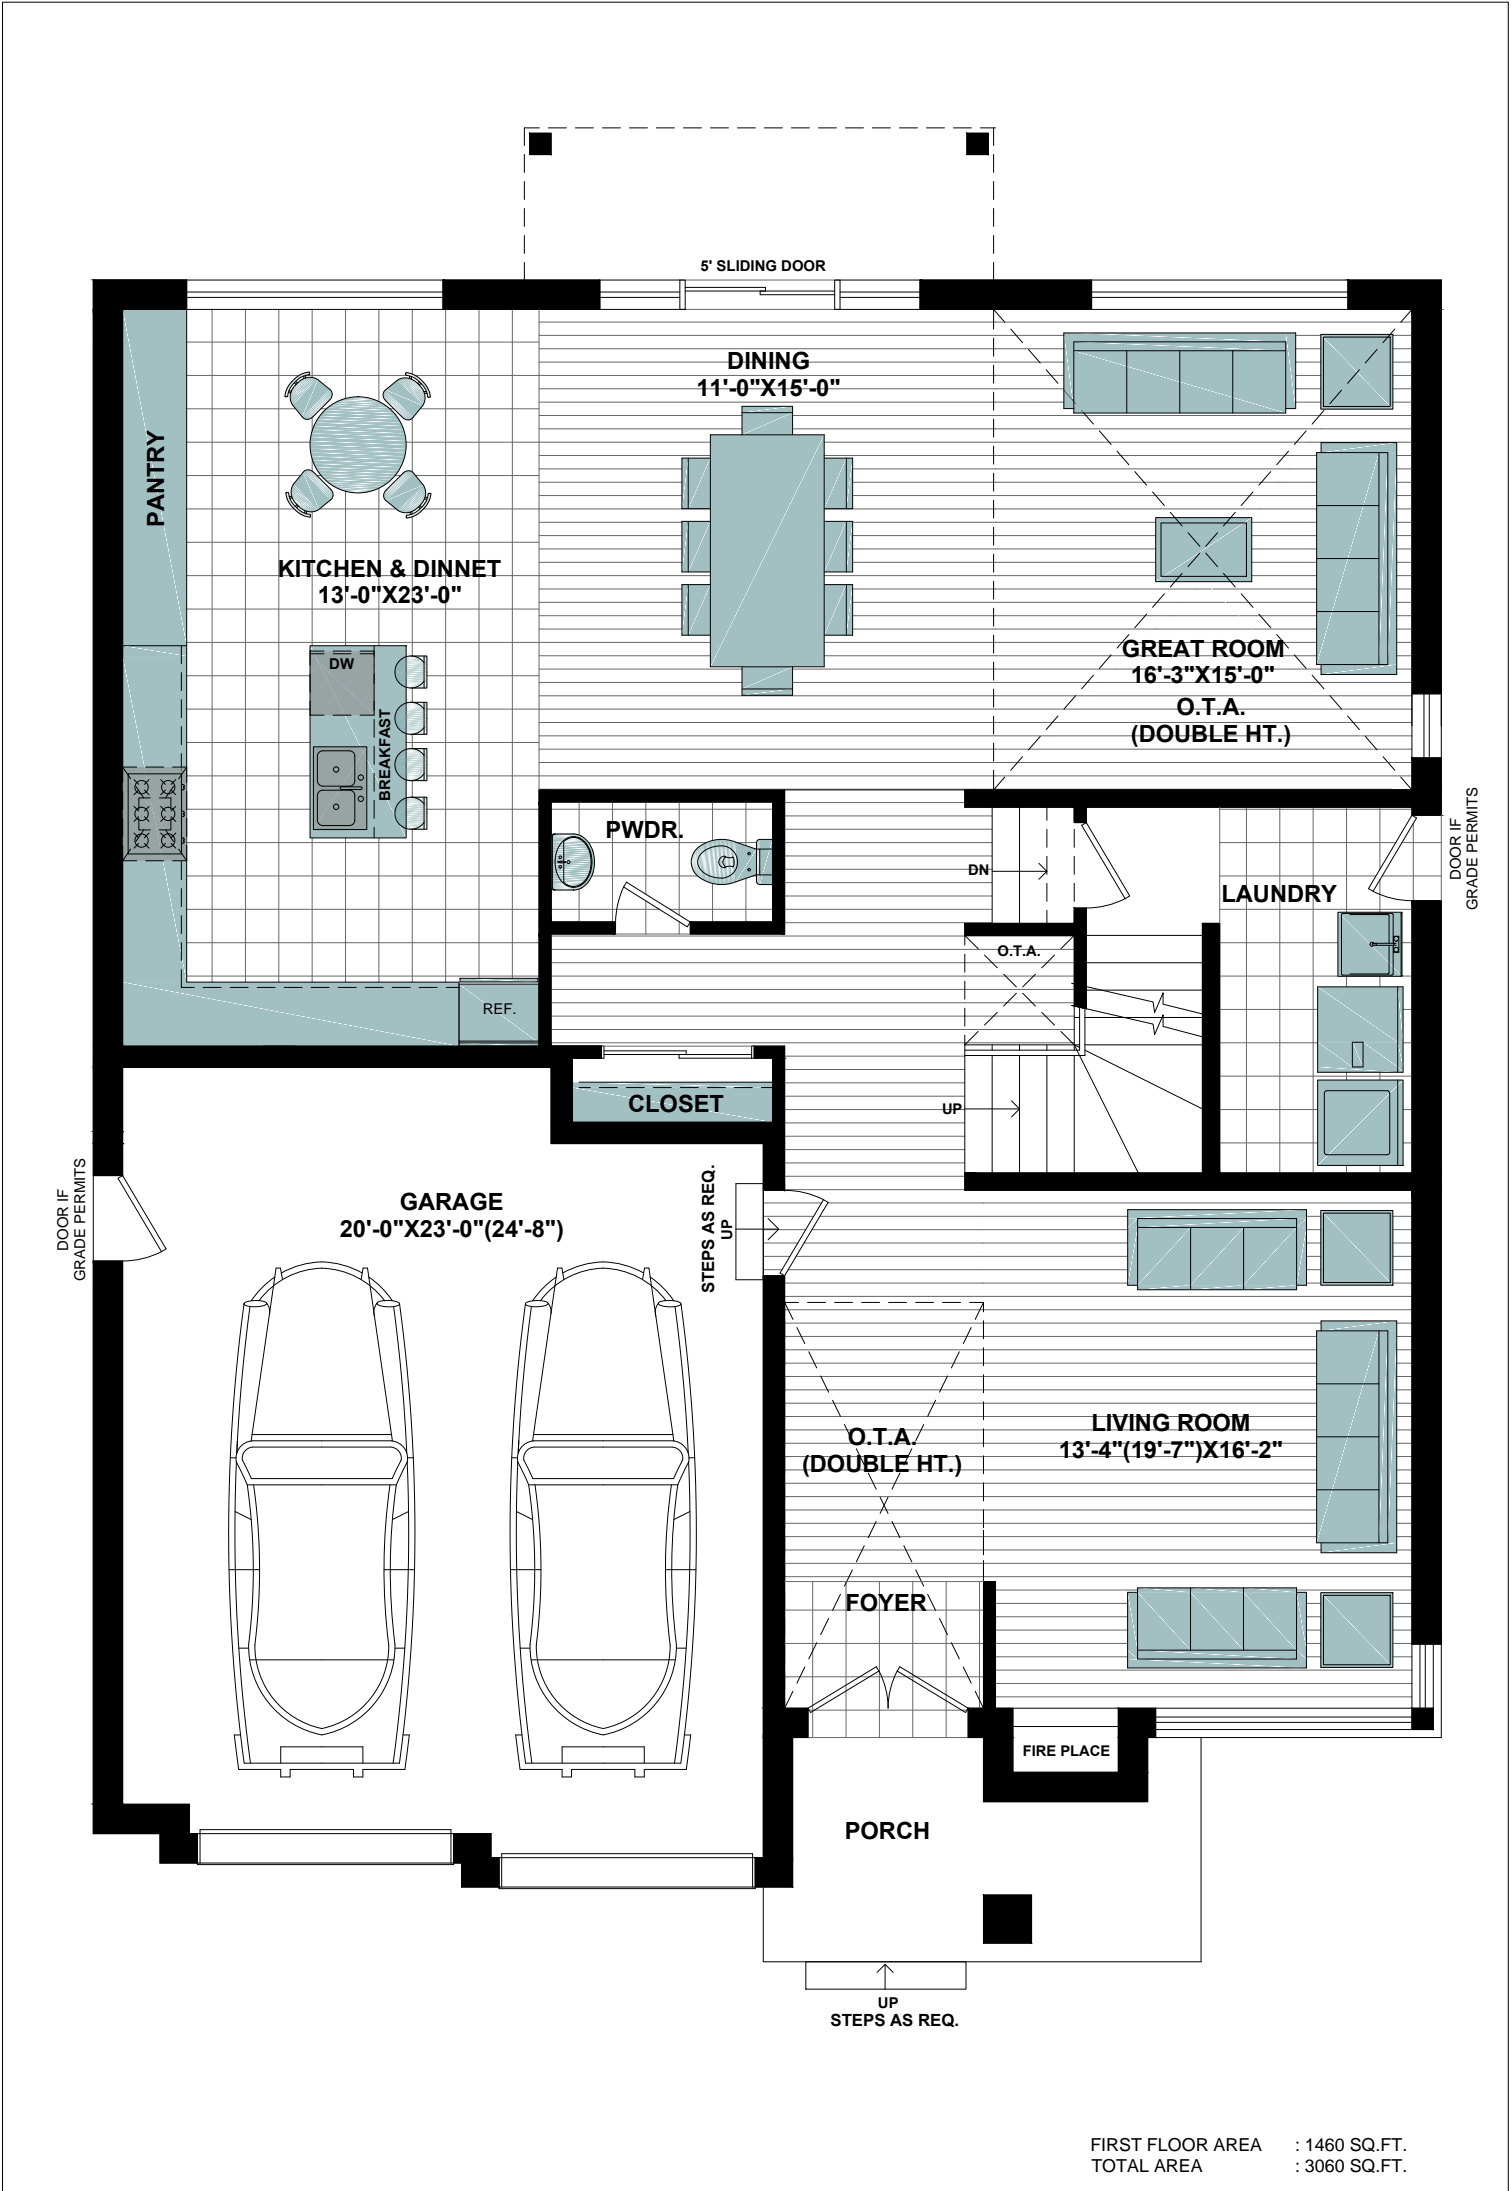 5' SLIDING DOOR
DINING
11'-0"X15'-0"
PANTRY
KITCHEN & DINNET
13'-0"X23'-0"
GREAT ROOM
16'-3"X15'-0"
O.T.A.
(DOUBLE HT.)
DW
BREAKFAST
PWDR.
DN
LAUNDRY
DOOR IF
GRADE PERMITS
O.T.A.
REF.
CLOSET
UP
DOOR IF
GRADE PERMITS
GARAGE
20'-0"X23'-0"(24'-8")
STEPS AS REQ.
UP
O.T.A.
(DOUBLE HT.)
LIVING ROOM
13'-4"(19'-7")X16'-2"
FOYER
FIRE PLACE
PORCH
UP
STEPS AS REQ.
FIRST FLOOR AREA : 1460 SQ.FT.
TOTAL AREA : 3060 SQ.FT.